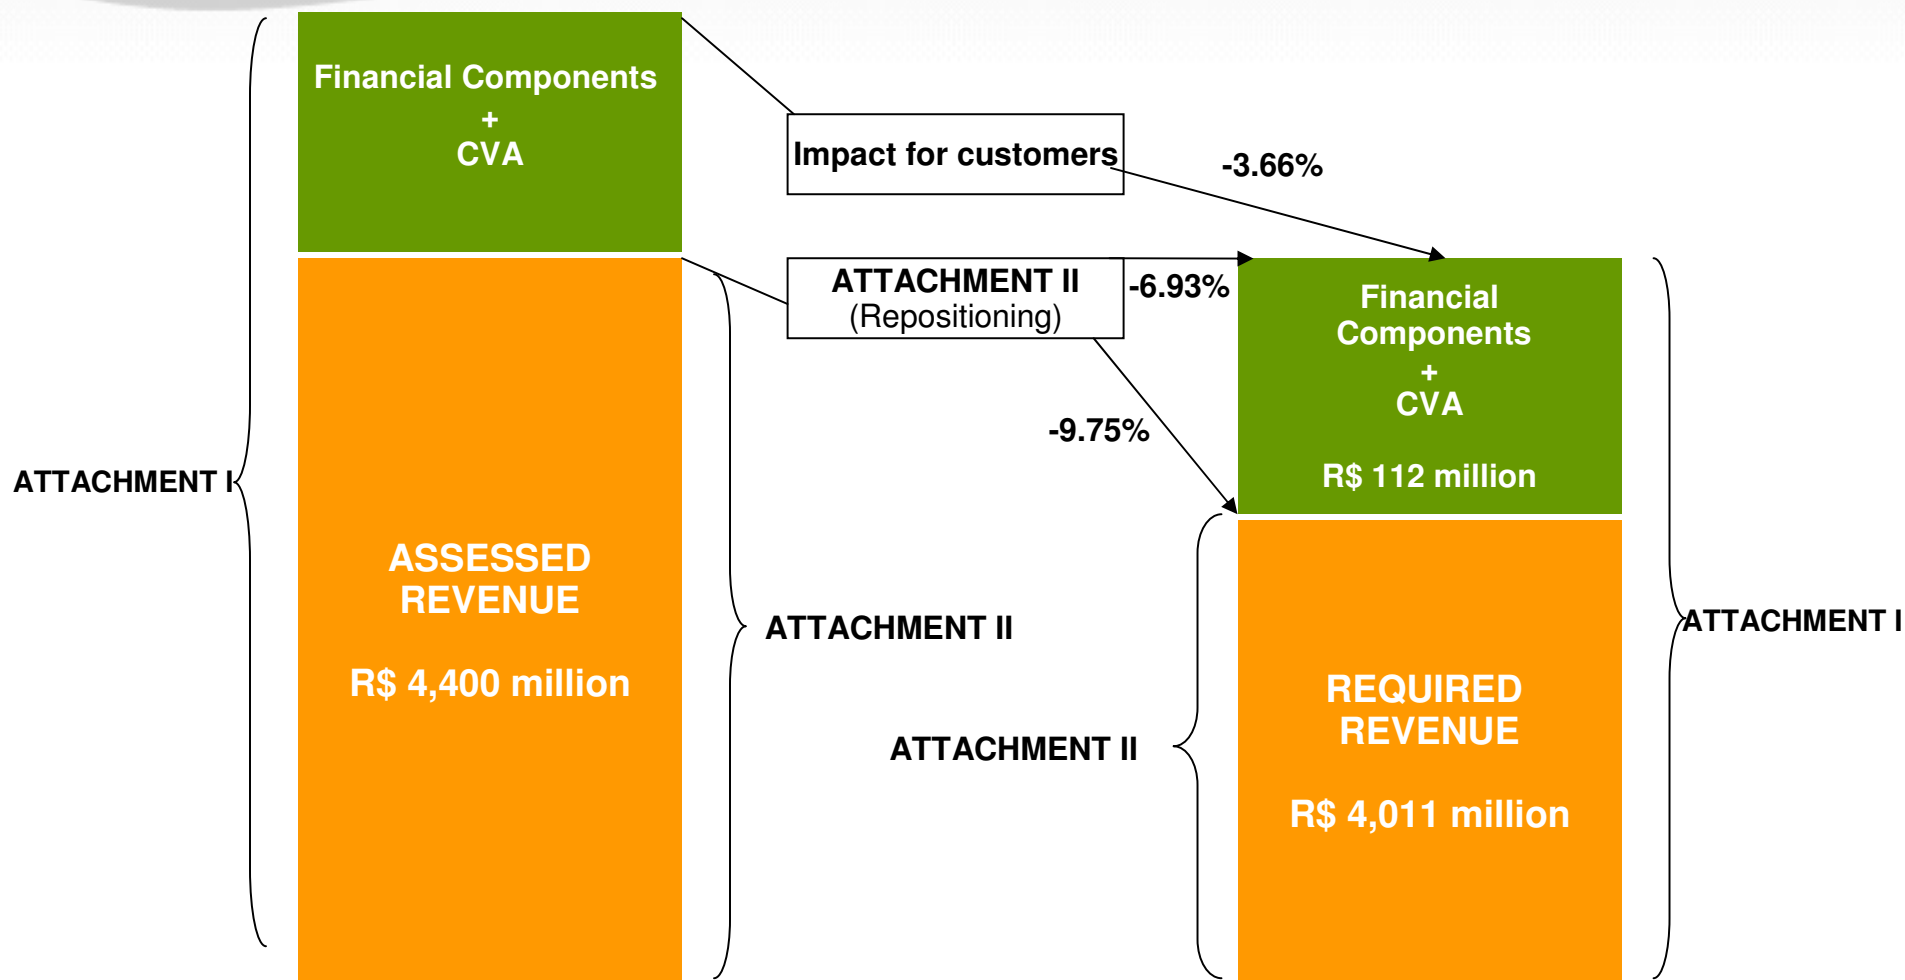 Financial Components
+
CVA
Impact for customers
-3.66%
ATTACHMENT II
(Repositioning)
-6.93%
-9.75%
Financial
Components
+
CVA
R$ 112 million
ATTACHMENT I
ASSESSED
REVENUE
R$ 4,400 million
ATTACHMENT II
ATTACHMENT II
REQUIRED
REVENUE
R$ 4,011 million
ATTACHMENT I